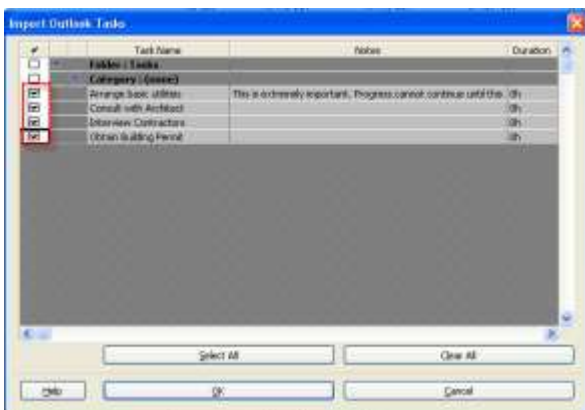 Import Outlook Tasks
Task Name Notes Duration
Folder : Tasks
Category : (none)
Arrange basic utilities This is extremely important. Progress cannot continue until this 0h
Consult with Architect 0h
Interview Contractors 0h
Obtain Building Permit 0h
Select All Clear All
Help OK Cancel